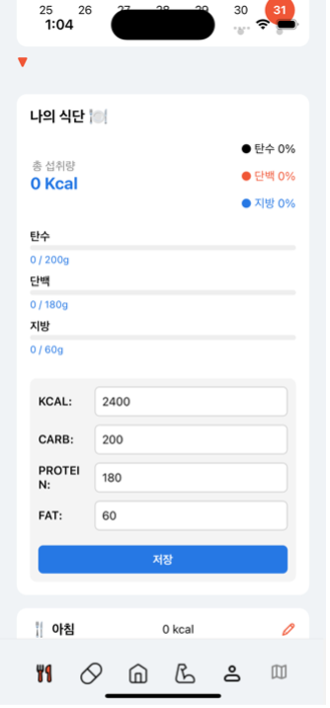 25 26 27 28 29 30 31
1:04
나의 식단
탄수 0%
총 섭취량
0 Kcal
단백 0%
지방 0%
탄수
0 / 200g
단백
0 / 180g
지방
0 / 60g
KCAL: 2400
CARB: 200
PROTEI
N: 180
FAT: 60
저장
아침 0 kcal